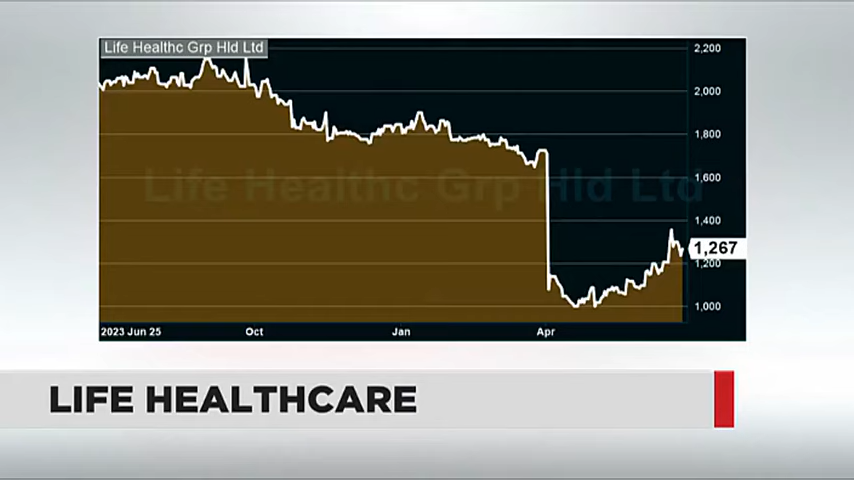 Life Healthc Grp Hld Ltd
2,200
2,000
1,800
1,600
Life Healthc Grp Hld Ltd
1,400
1,267
1,200
1,000
2023 Jun 25 Oct Jan Apr
LIFE HEALTHCARE